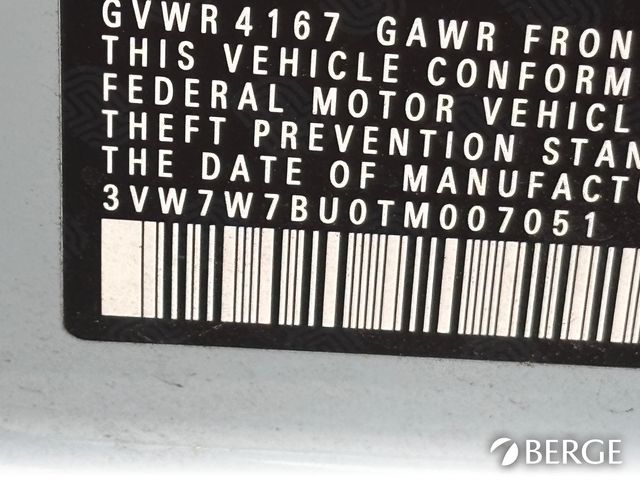 GVWR 4167 GAWR FRON
THIS VEHICLE CONFORM
FEDERAL MOTOR VEHICL
THEFT PREVENTION STAN
THE DATE OF MANUFACTU
3VW7W7BU0TM007051
BERGE